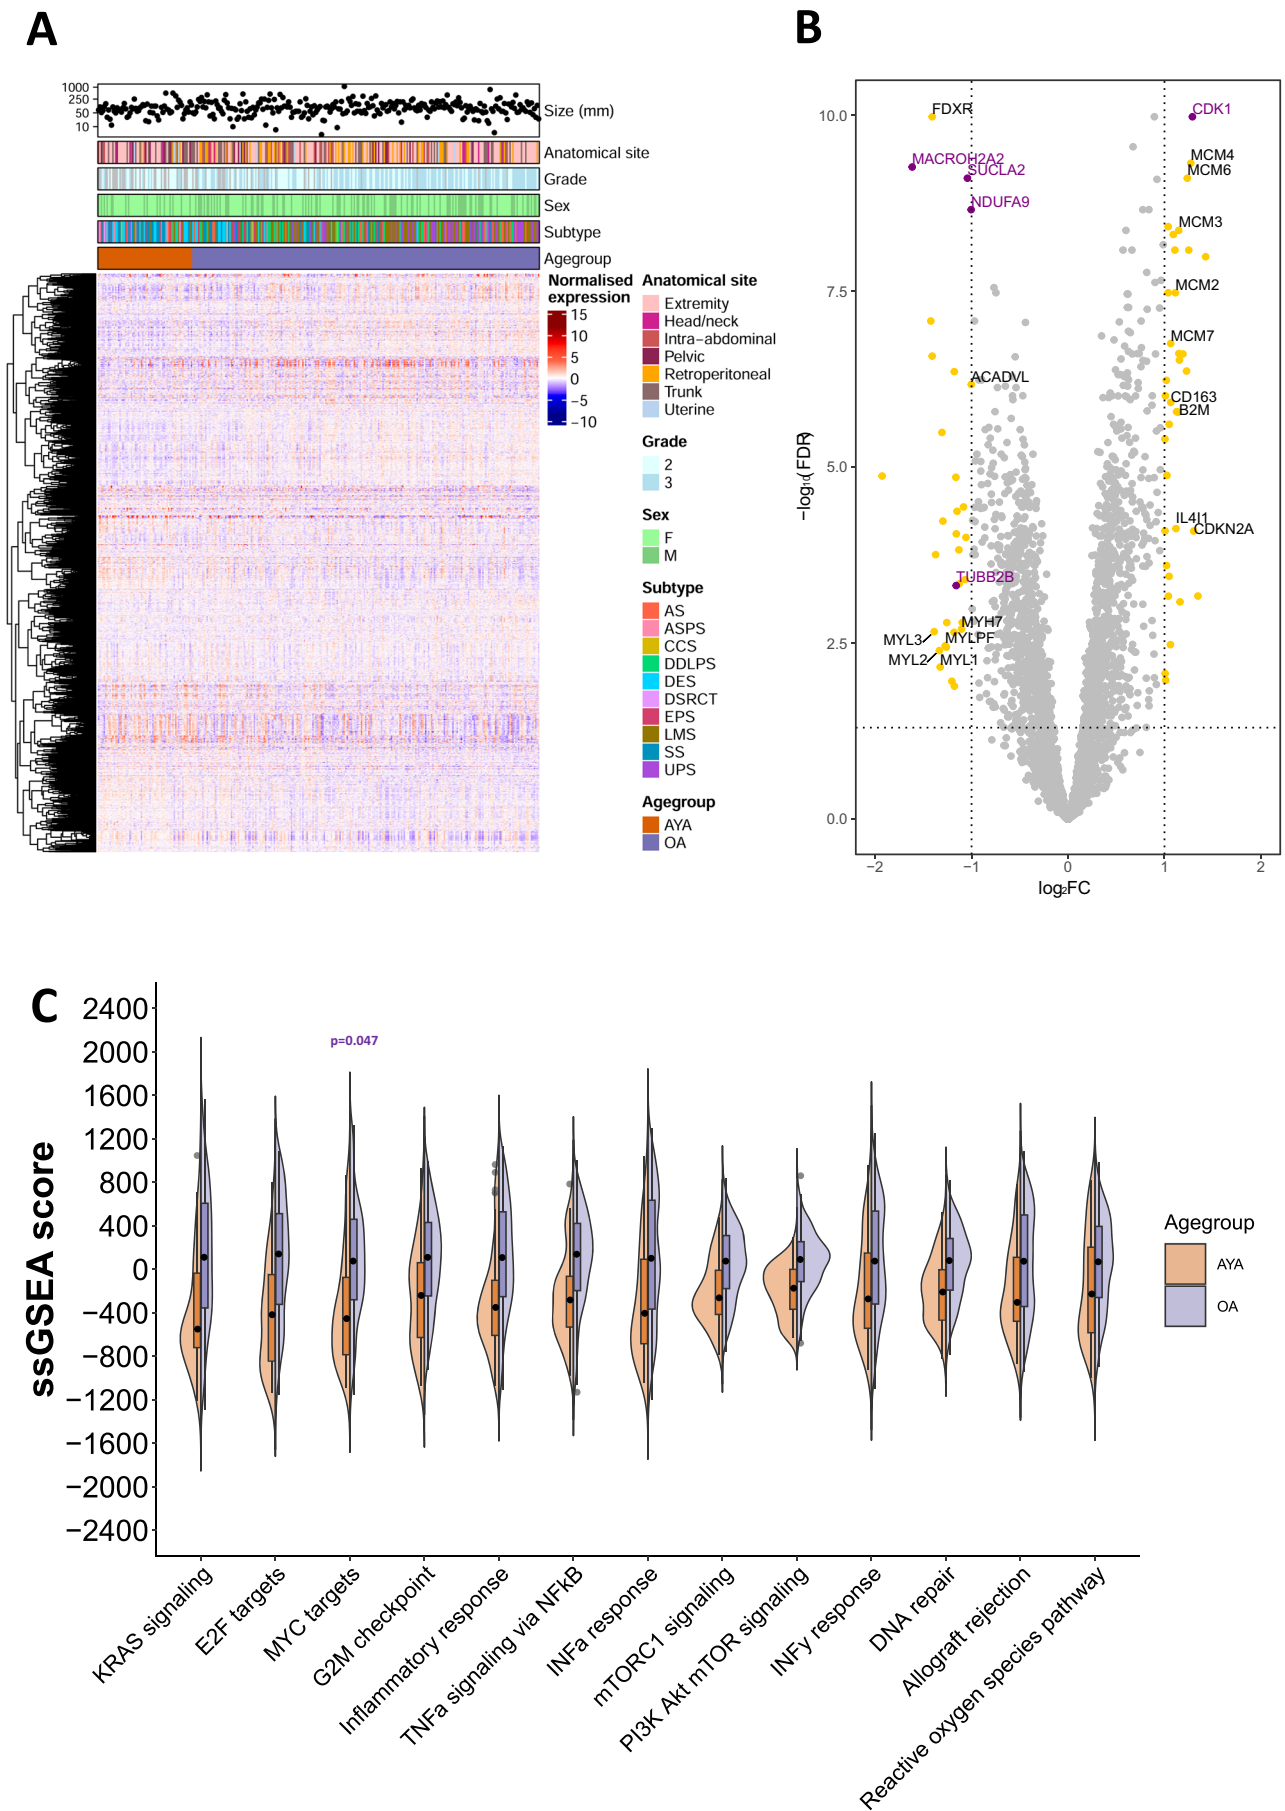 A
1000
250
50
10
Size (mm)
Anatomical site
Grade
Sex
Subtype
Agegroup
Normalised
expression
15
10
5
0
−5
−10
Anatomical site
Extremity
Head/neck
Intra−abdominal
Pelvic
Retroperitoneal
Trunk
Uterine
Grade
2
3
Sex
F
M
Subtype
AS
ASPS
CCS
DDLPS
DES
DSRCT
EPS
LMS
SS
UPS
Agegroup
AYA
OA
B
10.0
7.5
5.0
2.5
0.0
−log₁₀(FDR)
FDXR
CDK1
MACROH2A2
SUCLA2
NDUFA9
MCM4
MCM6
MCM3
MCM2
MCM7
ACADVL
CD163
B2M
IL4I1
CDKN2A
TUBB2B
MYH7
MYL3
MYLPF
MYL2
MYL1
−2
−1
0
1
2
log₂FC
C
2400
2000
1600
1200
800
400
0
−400
−800
−1200
−1600
−2000
−2400
ssGSEA score
p=0.047
KRAS signaling
E2F targets
MYC targets
G2M checkpoint
Inflammatory response
TNFa signaling via NFkB
INFa response
mTORC1 signaling
PI3K Akt mTOR signaling
INFy response
DNA repair
Allograft rejection
Reactive oxygen species pathway
Agegroup
AYA
OA